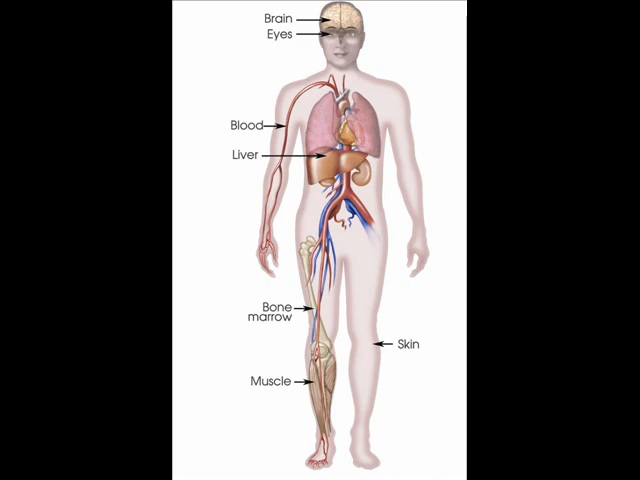 Brain
Eyes
Blood
Liver
Bone
marrow
Skin
Muscle